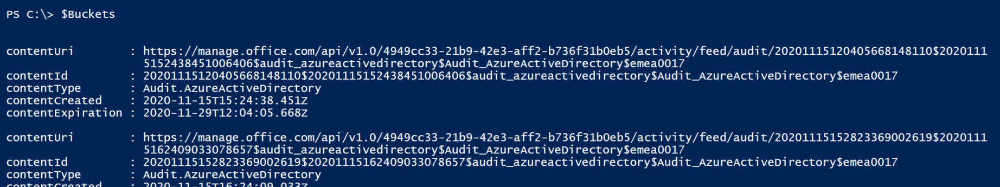 PS C:\> $Buckets
contentUri : https://manage.office.com/api/v1.0/4949cc33-21b9-42e3-aff2-b736f31b0eb5/activity/feed/audit/20201115120405668148110$2020111
5152438451006406$audit_azureactivedirectory$Audit_AzureActiveDirectory$emea0017
contentId : 20201115120405668148110$20201115152438451006406$audit_azureactivedirectory$Audit_AzureActiveDirectory$emea0017
contentType : Audit.AzureActiveDirectory
contentCreated : 2020-11-15T15:24:38.451Z
contentExpiration : 2020-11-29T12:04:05.668Z
contentUri : https://manage.office.com/api/v1.0/4949cc33-21b9-42e3-aff2-b736f31b0eb5/activity/feed/audit/20201115152823369002619$2020111
5162409033078657$audit_azureactivedirectory$Audit_AzureActiveDirectory$emea0017
contentId : 20201115152823369002619$20201115162409033078657$audit_azureactivedirectory$Audit_AzureActiveDirectory$emea0017
contentType : Audit.AzureActiveDirectory
contentCreated : 2020-11-15T16:24:09.033Z